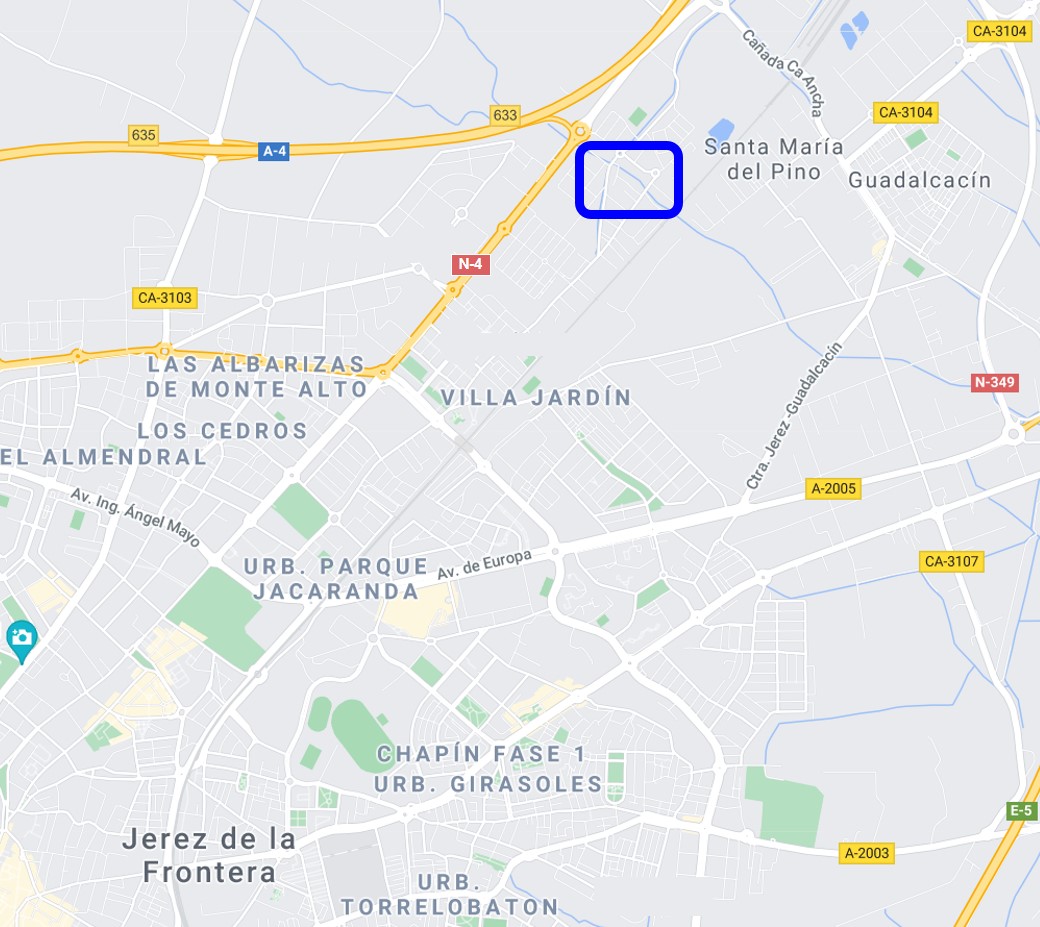 CA-3104
Cañada Ca Ancha
633
CA-3104
635
A-4
Santa María
del Pino
Guadalcacín
N-4
CA-3103
LAS ALBARIZAS
DE MONTE ALTO
VILLA JARDÍN
N-349
LOS CEDROS
EL ALMENDRAL
Ctra. Jerez -Guadalcacín
A-2005
Av. Ing. Ángel Mayo
Av. de Europa
CA-3107
URB. PARQUE
JACARANDA
CHAPÍN FASE 1
URB. GIRASOLES
E-5
Jerez de la
Frontera
A-2003
URB.
TORRELOBATON